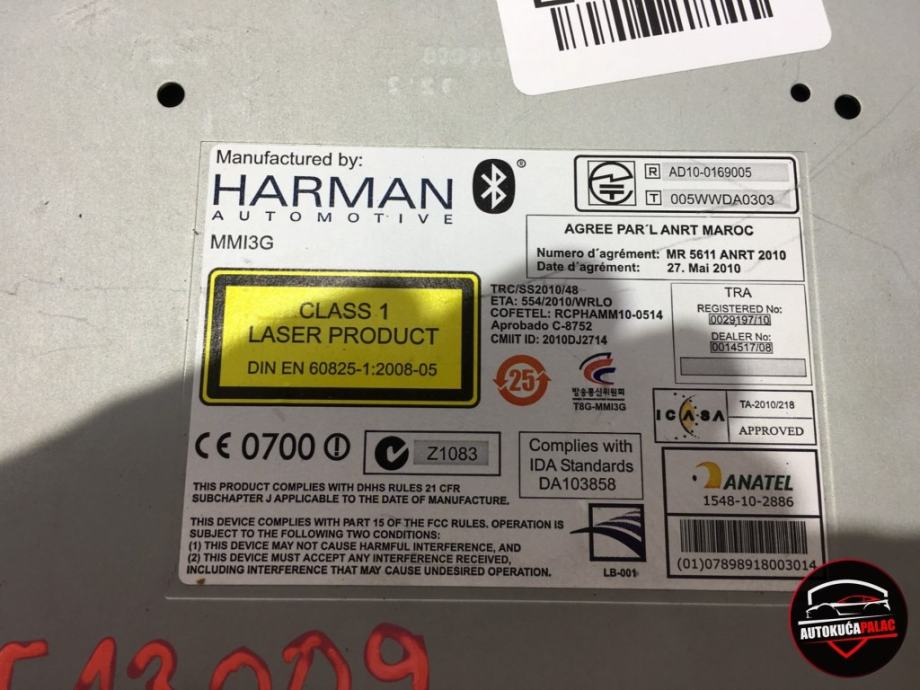 Manufactured by:
HARMAN
AUTOMOTIVE
MMI3G
®
R AD10-0169005
T 005WWDA0303
AGREE PAR´L ANRT MAROC
Numero d´agrément: MR 5611 ANRT 2010
Date d´agrément: 27. Mai 2010
CLASS 1
LASER PRODUCT
DIN EN 60825-1:2008-05
TRC/SS2010/48
ETA: 554/2010/WRLO
COFETEL: RCPHAMM10-0514
Aprobado C-8752
CMIIT ID: 2010DJ2714
25
방송통신위원회
T8G-MMI3G
TRA
REGISTERED No:
0029197/10
DEALER No:
0014517/08
ICASA
TA-2010/218
APPROVED
CE 0700
Z1083
Complies with
IDA Standards
DA103858
ANATEL
1548-10-2886
(01)07898918003014
THIS PRODUCT COMPLIES WITH DHHS RULES 21 CFR
SUBCHAPTER J APPLICABLE TO THE DATE OF MANUFACTURE.
THIS DEVICE COMPLIES WITH PART 15 OF THE FCC RULES. OPERATION IS
SUBJECT TO THE FOLLOWING TWO CONDITIONS:
(1) THIS DEVICE MAY NOT CAUSE HARMFUL INTERFERENCE, AND
(2) THIS DEVICE MUST ACCEPT ANY INTERFERENCE RECEIVED,
INCLUDING INTERFERENCE THAT MAY CAUSE UNDESIRED OPERATION.
LB-001
AUTOKUĆAPALAC